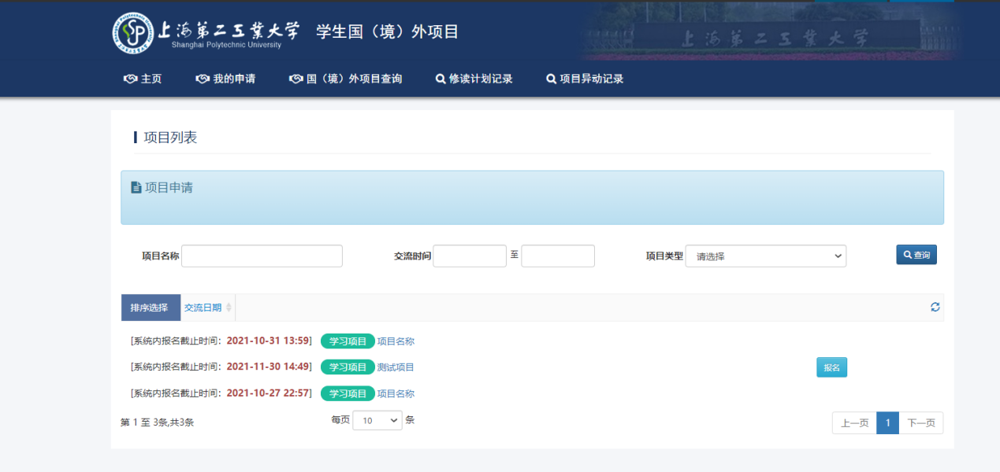 上海第二工業大学 学生国（境）外项目
Shanghai Polytechnic University
上海第二工業大学
主页 我的申请 国（境）外项目查询 修读计划记录 项目异动记录
项目列表
项目申请
项目名称 交流时间 至 项目类型 请选择 查询
排序选择 交流日期
[系统内报名截止时间：2021-10-31 13:59] 学习项目 项目名称
[系统内报名截止时间：2021-11-30 14:49] 学习项目 测试项目 报名
[系统内报名截止时间：2021-10-27 22:57] 学习项目 项目名称
第 1 至 3条,共3条 每页 10 条 上一页 1 下一页